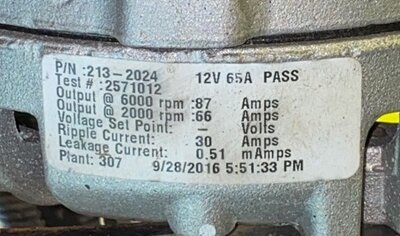 P/N :213-2024 12V 65A PASS
Test # :2571012
Output @ 6000 rpm :87 Amps
Output @ 2000 rpm :66 Amps
Voltage Set Point: – Volts
Ripple Current: 30 Amps
Leakage Current: 0.51 mAmps
Plant: 307 9/28/2016 5:51:33 PM